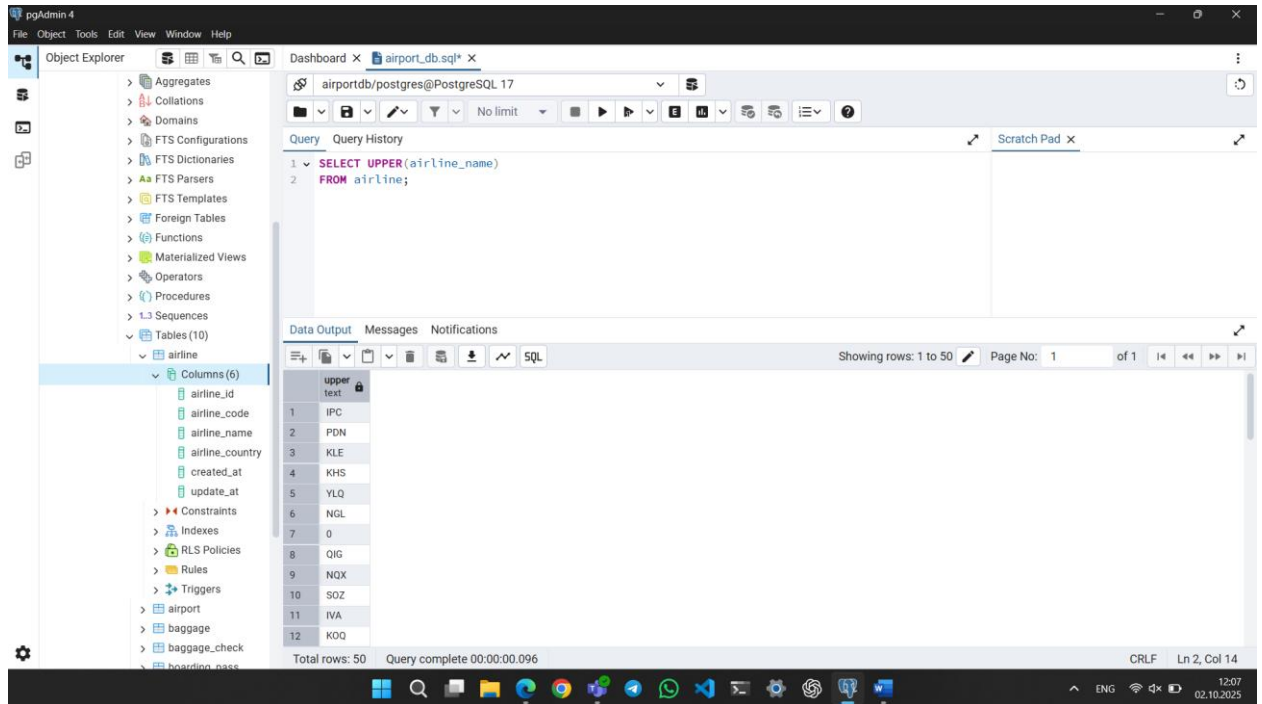 pgAdmin 4
File Object Tools Edit View Window Help
Object Explorer
Aggregates
Collations
Domains
FTS Configurations
FTS Dictionaries
Aa FTS Parsers
FTS Templates
Foreign Tables
Functions
Materialized Views
Operators
Procedures
1..3 Sequences
Tables (10)
airline
Columns (6)
airline_id
airline_code
airline_name
airline_country
created_at
update_at
Constraints
Indexes
RLS Policies
Rules
Triggers
airport
baggage
baggage_check
boarding_pass
Dashboard airport_db.sql*
airportdb/postgres@PostgreSQL 17
No limit
Query Query History
Scratch Pad
1 SELECT UPPER(airline_name)
2 FROM airline;
Data Output Messages Notifications
SQL Showing rows: 1 to 50 Page No: 1 of 1
upper
text
1 IPC
2 PDN
3 KLE
4 KHS
5 YLQ
6 NGL
7 0
8 QIG
9 NQX
10 SOZ
11 IVA
12 KOQ
Total rows: 50 Query complete 00:00:00.096 CRLF Ln 2, Col 14
ENG 12:07
02.10.2025